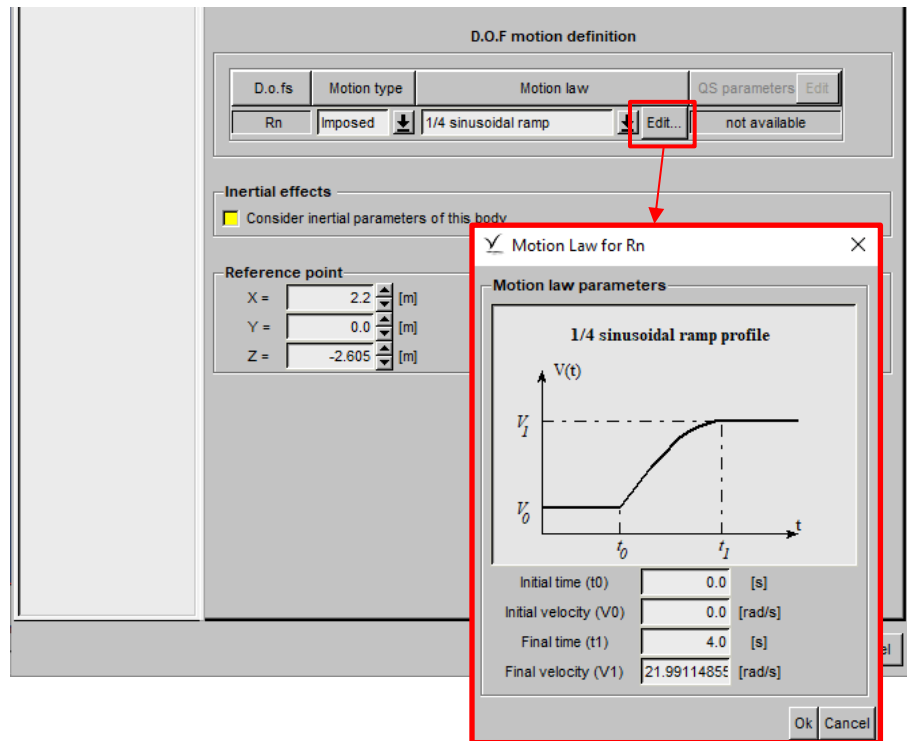 D.O.F motion definition
D.o.fs Motion type Motion law QS parameters Edit
Rn Imposed 1/4 sinusoidal ramp Edit... not available
Inertial effects
Consider inertial parameters of this body
Reference point
X = 2.2 [m]
Y = 0.0 [m]
Z = -2.605 [m]
Motion Law for Rn
Motion law parameters
1/4 sinusoidal ramp profile
V(t)
V1
V0
t
t0 t1
Initial time (t0) 0.0 [s]
Initial velocity (V0) 0.0 [rad/s]
Final time (t1) 4.0 [s]
Final velocity (V1) 21.99114855 [rad/s]
Ok Cancel